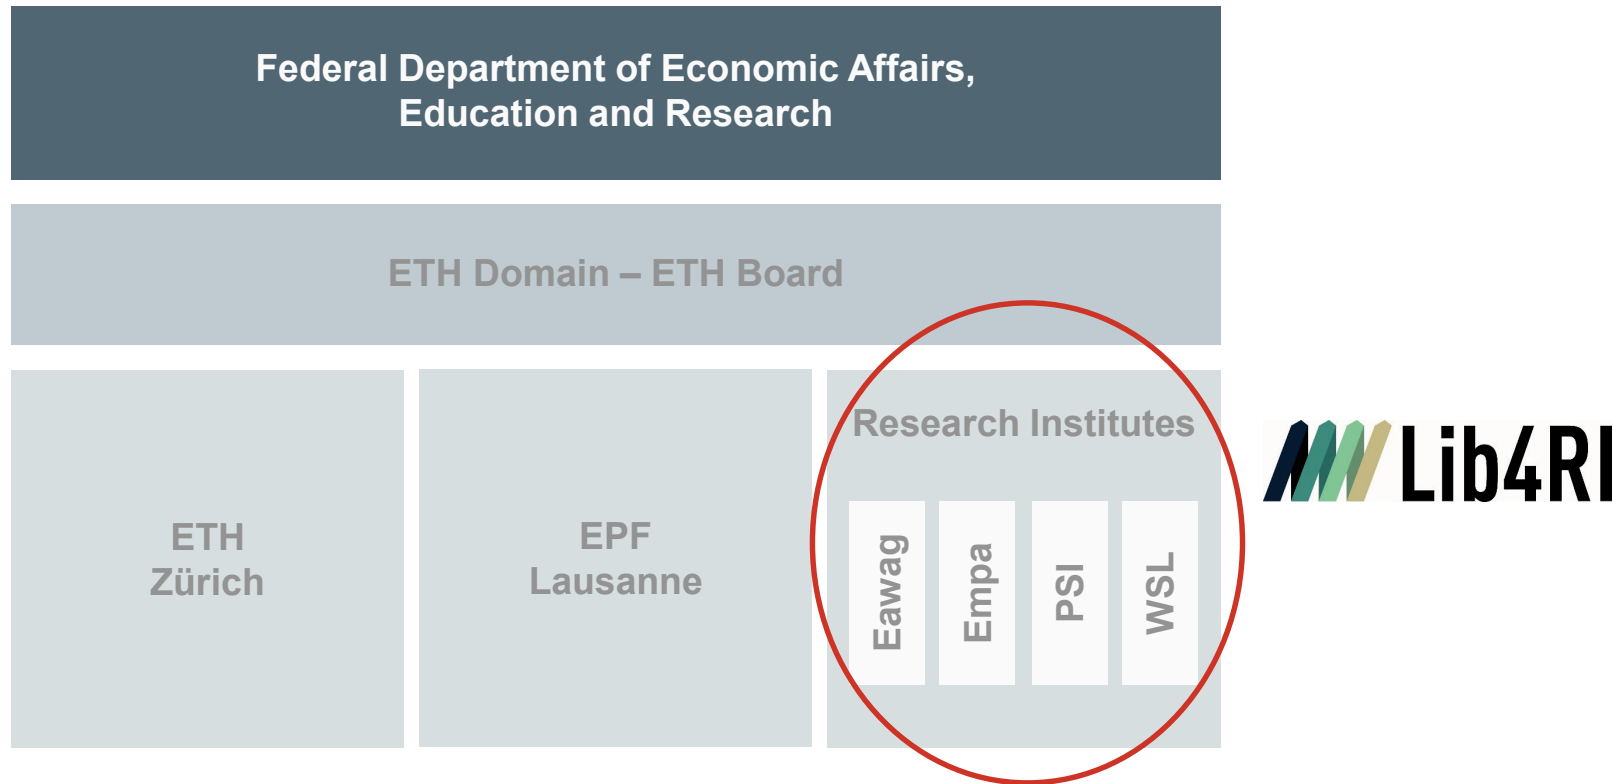 Federal Department of Economic Affairs,
Education and Research
ETH Domain – ETH Board
ETH
Zürich
EPF
Lausanne
Research Institutes
Eawag
Empa
PSI
WSL
Lib4RI